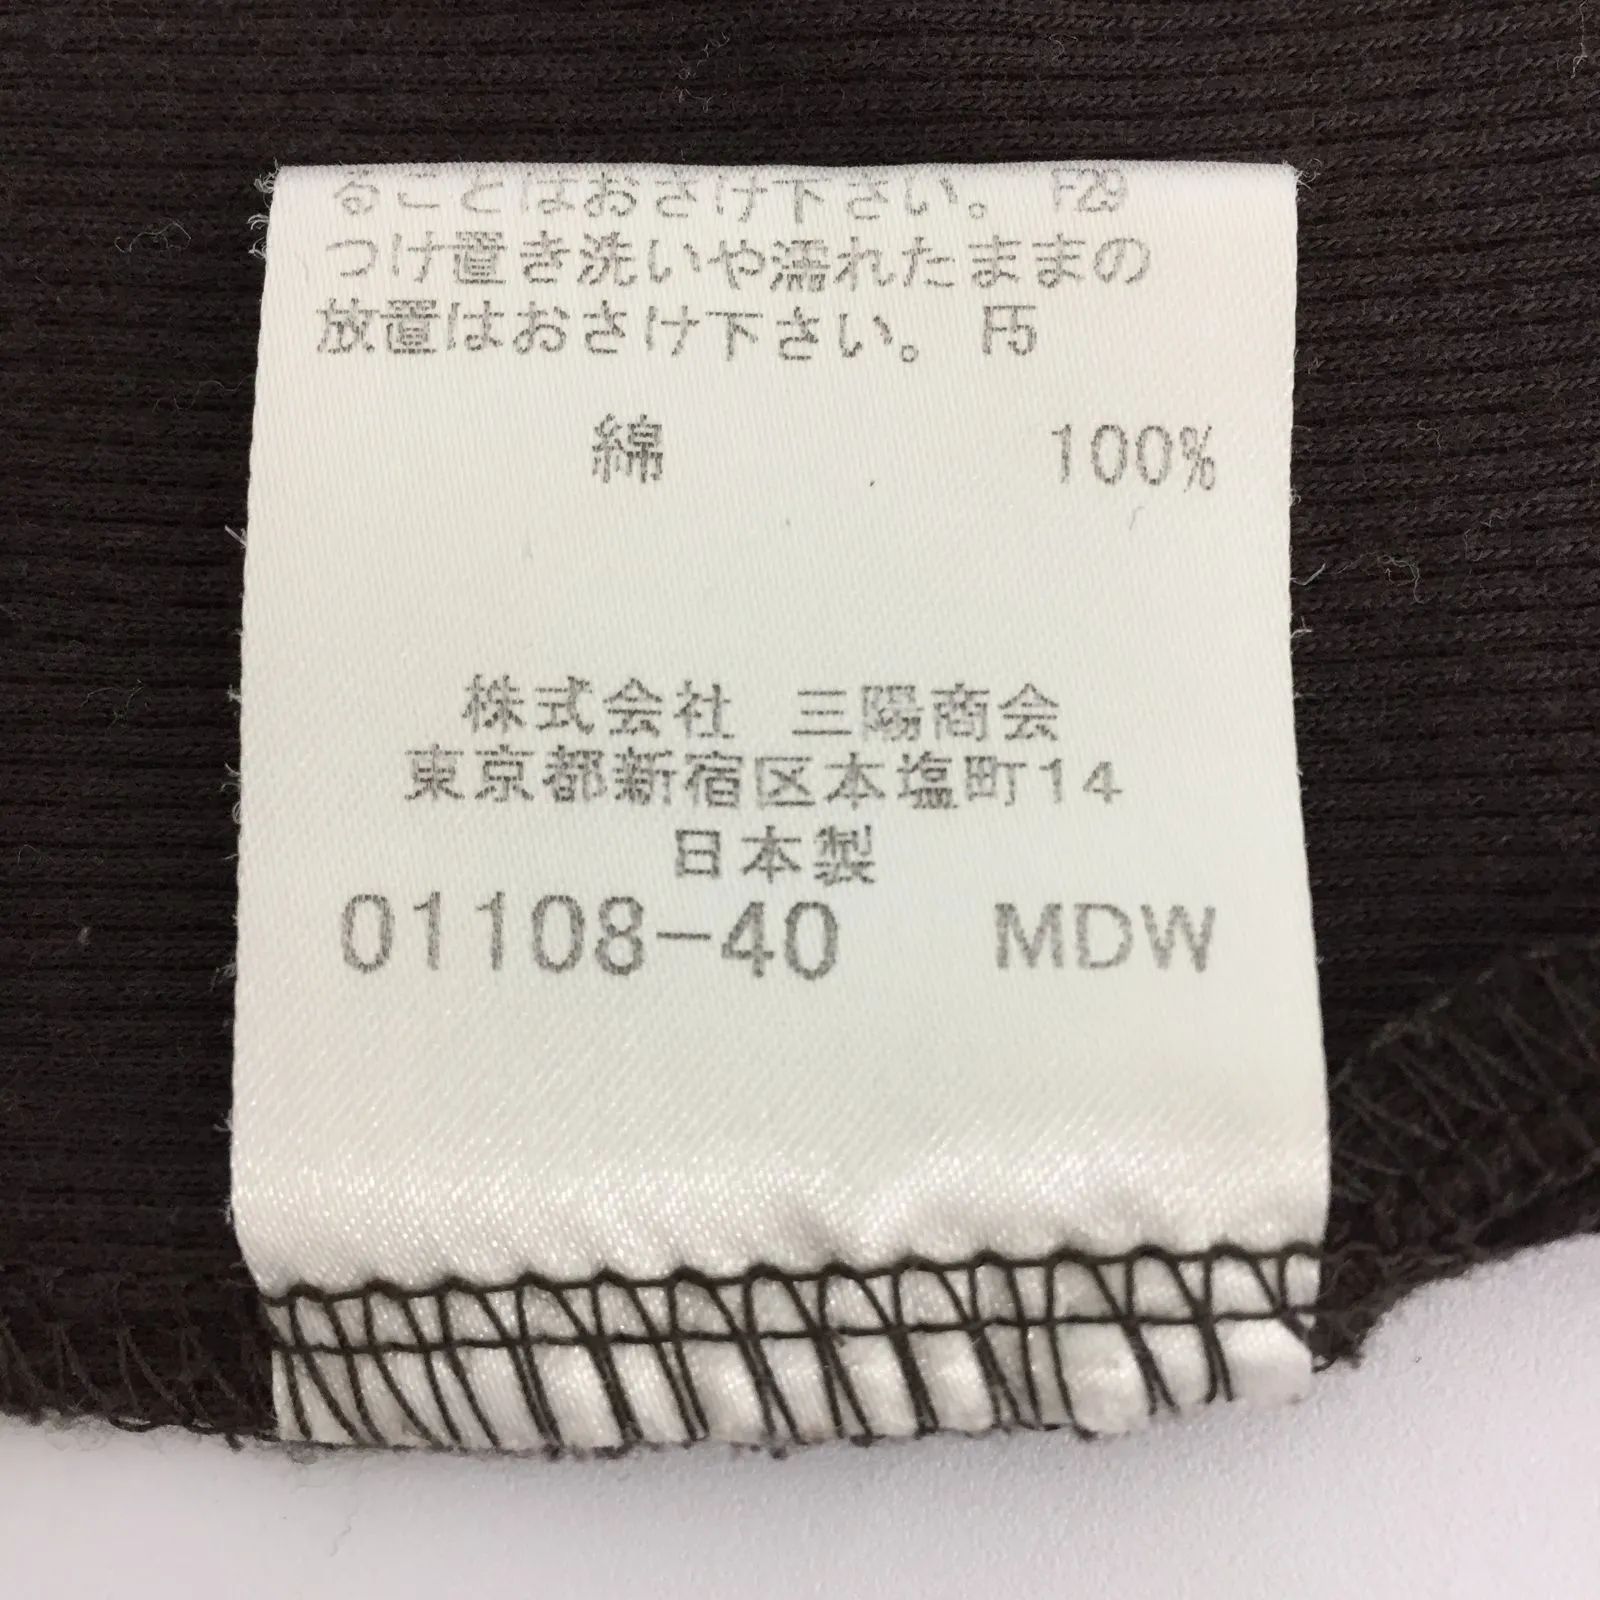 ることはおさけ下さい。 F29
つけ置き洗いや濡れたままの
放置はおさけ下さい。 F5
綿 100%
株式会社 三陽商会
東京都新宿区本塩町14
日本製
01108-40 MDW